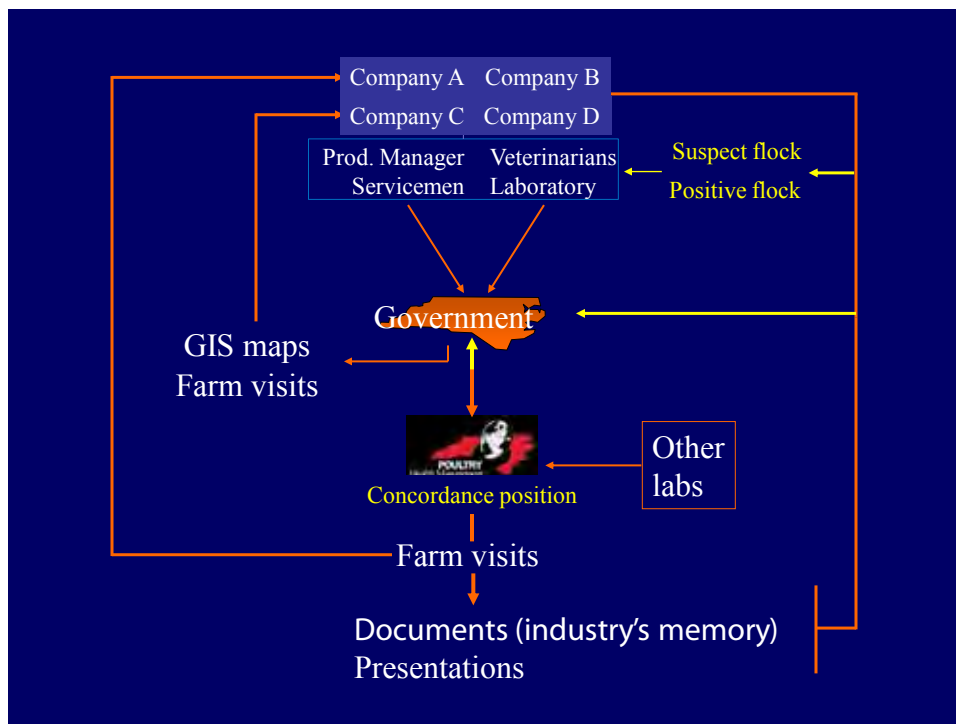 Company A Company B
Company C Company D
Prod. Manager Veterinarians
Servicemen Laboratory
Suspect flock
Positive flock
Government
GIS maps
Farm visits
POULTRY
Other
labs
Concordance position
Farm visits
Documents (industry's memory)
Presentations